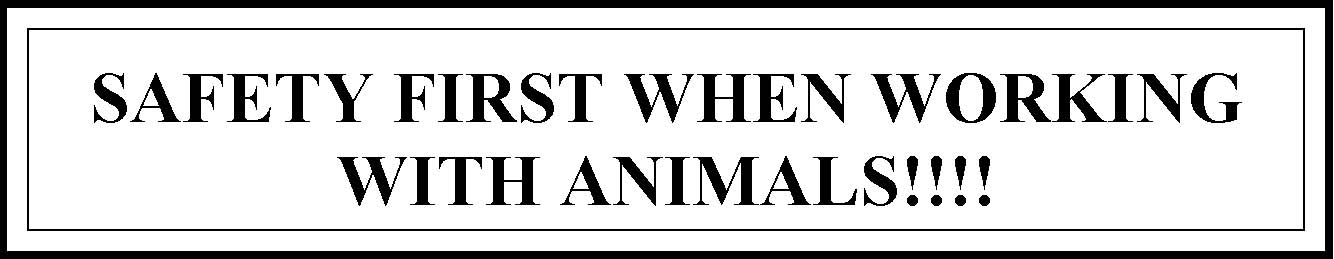 SAFETY FIRST WHEN WORKING
WITH ANIMALS!!!!